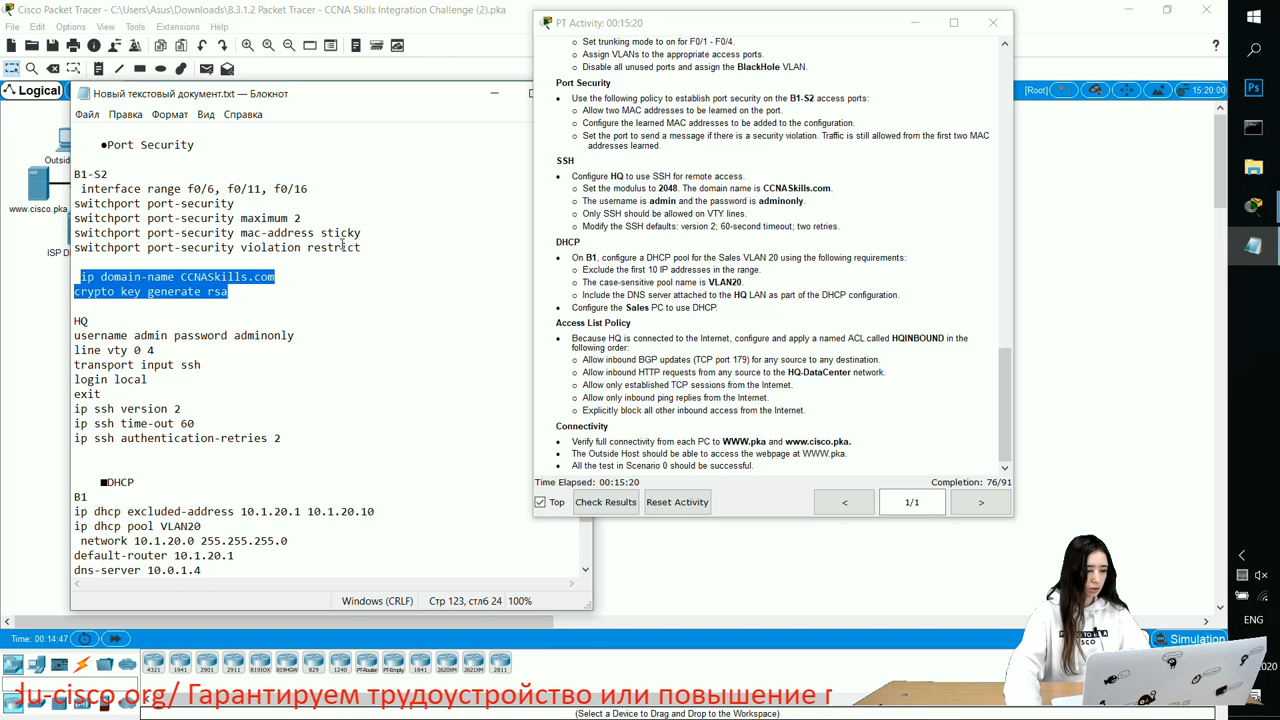 Cisco Packet Tracer - C:\Users\Asus\Downloads\8.3.1.2 Packet Tracer - CCNA Skills Integration Challenge (2).pka
File Edit Options View Tools Extensions Help
Logical
[Root]
15:20:00
Outsid
www.cisco.pka
ISP D
Новый текстовый документ.txt — Блокнот
Файл Правка Формат Вид Справка
●Port Security
B1-S2
interface range f0/6, f0/11, f0/16
switchport port-security
switchport port-security maximum 2
switchport port-security mac-address sticky
switchport port-security violation restrict
ip domain-name CCNASkills.com
crypto key generate rsa
HQ
username admin password adminonly
line vty 0 4
transport input ssh
login local
exit
ip ssh version 2
ip ssh time-out 60
ip ssh authentication-retries 2
■DHCP
B1
ip dhcp excluded-address 10.1.20.1 10.1.20.10
ip dhcp pool VLAN20
network 10.1.20.0 255.255.255.0
default-router 10.1.20.1
dns-server 10.0.1.4
Windows (CRLF) Стр 123, стлб 24 100%
PT Activity: 00:15:20
○ Set trunking mode to on for F0/1 - F0/4.
○ Assign VLANs to the appropriate access ports.
○ Disable all unused ports and assign the BlackHole VLAN.
Port Security
• Use the following policy to establish port security on the B1-S2 access ports:
○ Allow two MAC addresses to be learned on the port.
○ Configure the learned MAC addresses to be added to the configuration.
○ Set the port to send a message if there is a security violation. Traffic is still allowed from the first two MAC
addresses learned.
SSH
• Configure HQ to use SSH for remote access.
○ Set the modulus to 2048. The domain name is CCNASkills.com.
○ The username is admin and the password is adminonly.
○ Only SSH should be allowed on VTY lines.
○ Modify the SSH defaults: version 2; 60-second timeout; two retries.
DHCP
• On B1, configure a DHCP pool for the Sales VLAN 20 using the following requirements:
○ Exclude the first 10 IP addresses in the range.
○ The case-sensitive pool name is VLAN20.
○ Include the DNS server attached to the HQ LAN as part of the DHCP configuration.
• Configure the Sales PC to use DHCP.
Access List Policy
• Because HQ is connected to the Internet, configure and apply a named ACL called HQINBOUND in the
following order:
○ Allow inbound BGP updates (TCP port 179) for any source to any destination.
○ Allow inbound HTTP requests from any source to the HQ-DataCenter network.
○ Allow only established TCP sessions from the Internet.
○ Allow only inbound ping replies from the Internet.
○ Explicitly block all other inbound access from the Internet.
Connectivity
• Verify full connectivity from each PC to WWW.pka and www.cisco.pka.
• The Outside Host should be able to access the webpage at WWW.pka.
• All the test in Scenario 0 should be successful.
Time Elapsed: 00:15:20 Completion: 76/91
Top Check Results Reset Activity < 1/1 >
Time: 00:14:47
Simulation
4321 1941 2901 2911 819IOX 819HGW 829 1240 PT-Router PT-Empty 1841 2620XM 2621XM 2811
Ju-cisco.org/ Гарантируем трудоустройство или повышение г
(Select a Device to Drag and Drop to the Workspace)
Ps
ENG
CISCO